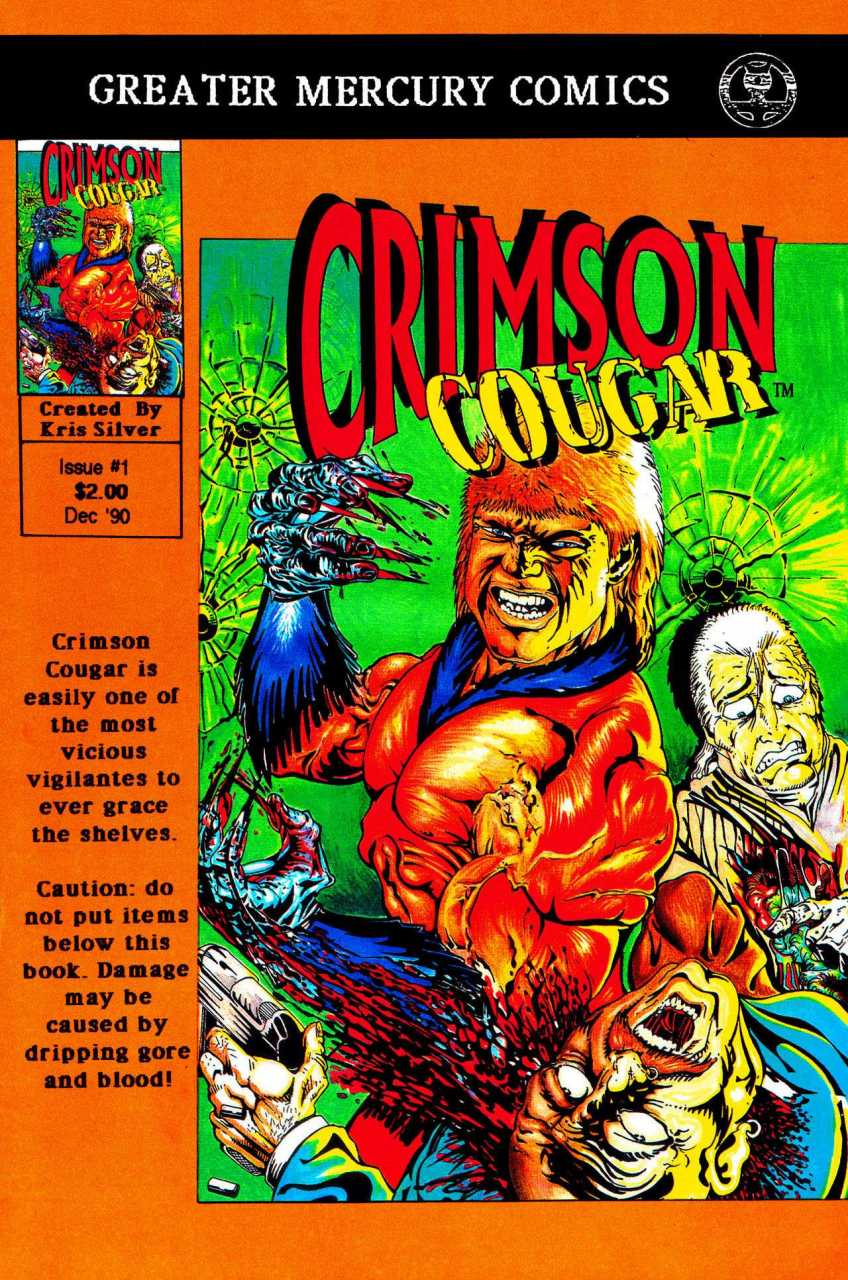 GREATER MERCURY COMICS
CRIMSON
COUGAR
Created By
Kris Silver
Issue #1
$2.00
Dec '90
CRIMSON
COUGAR
TM
Crimson
Cougar is
easily one of
the most
vicious
vigilantes to
ever grace
the shelves.
Caution: do
not put items
below this
book. Damage
may be
caused by
dripping gore
and blood!